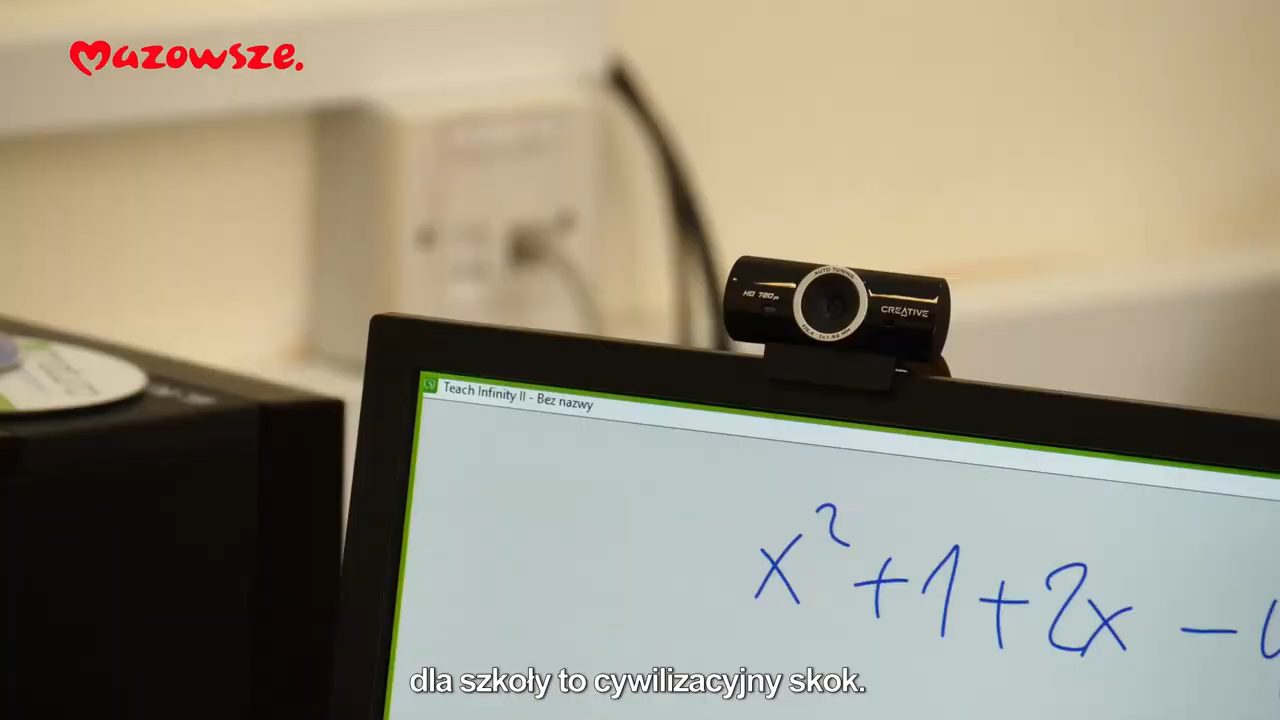 Mazowsze.
AUTO TUNING
HD 720p
CREATIVE
Teach Infinity II - Bez nazwy
x² + 1 + 2x -
dla szkoły to cywilizacyjny skok.